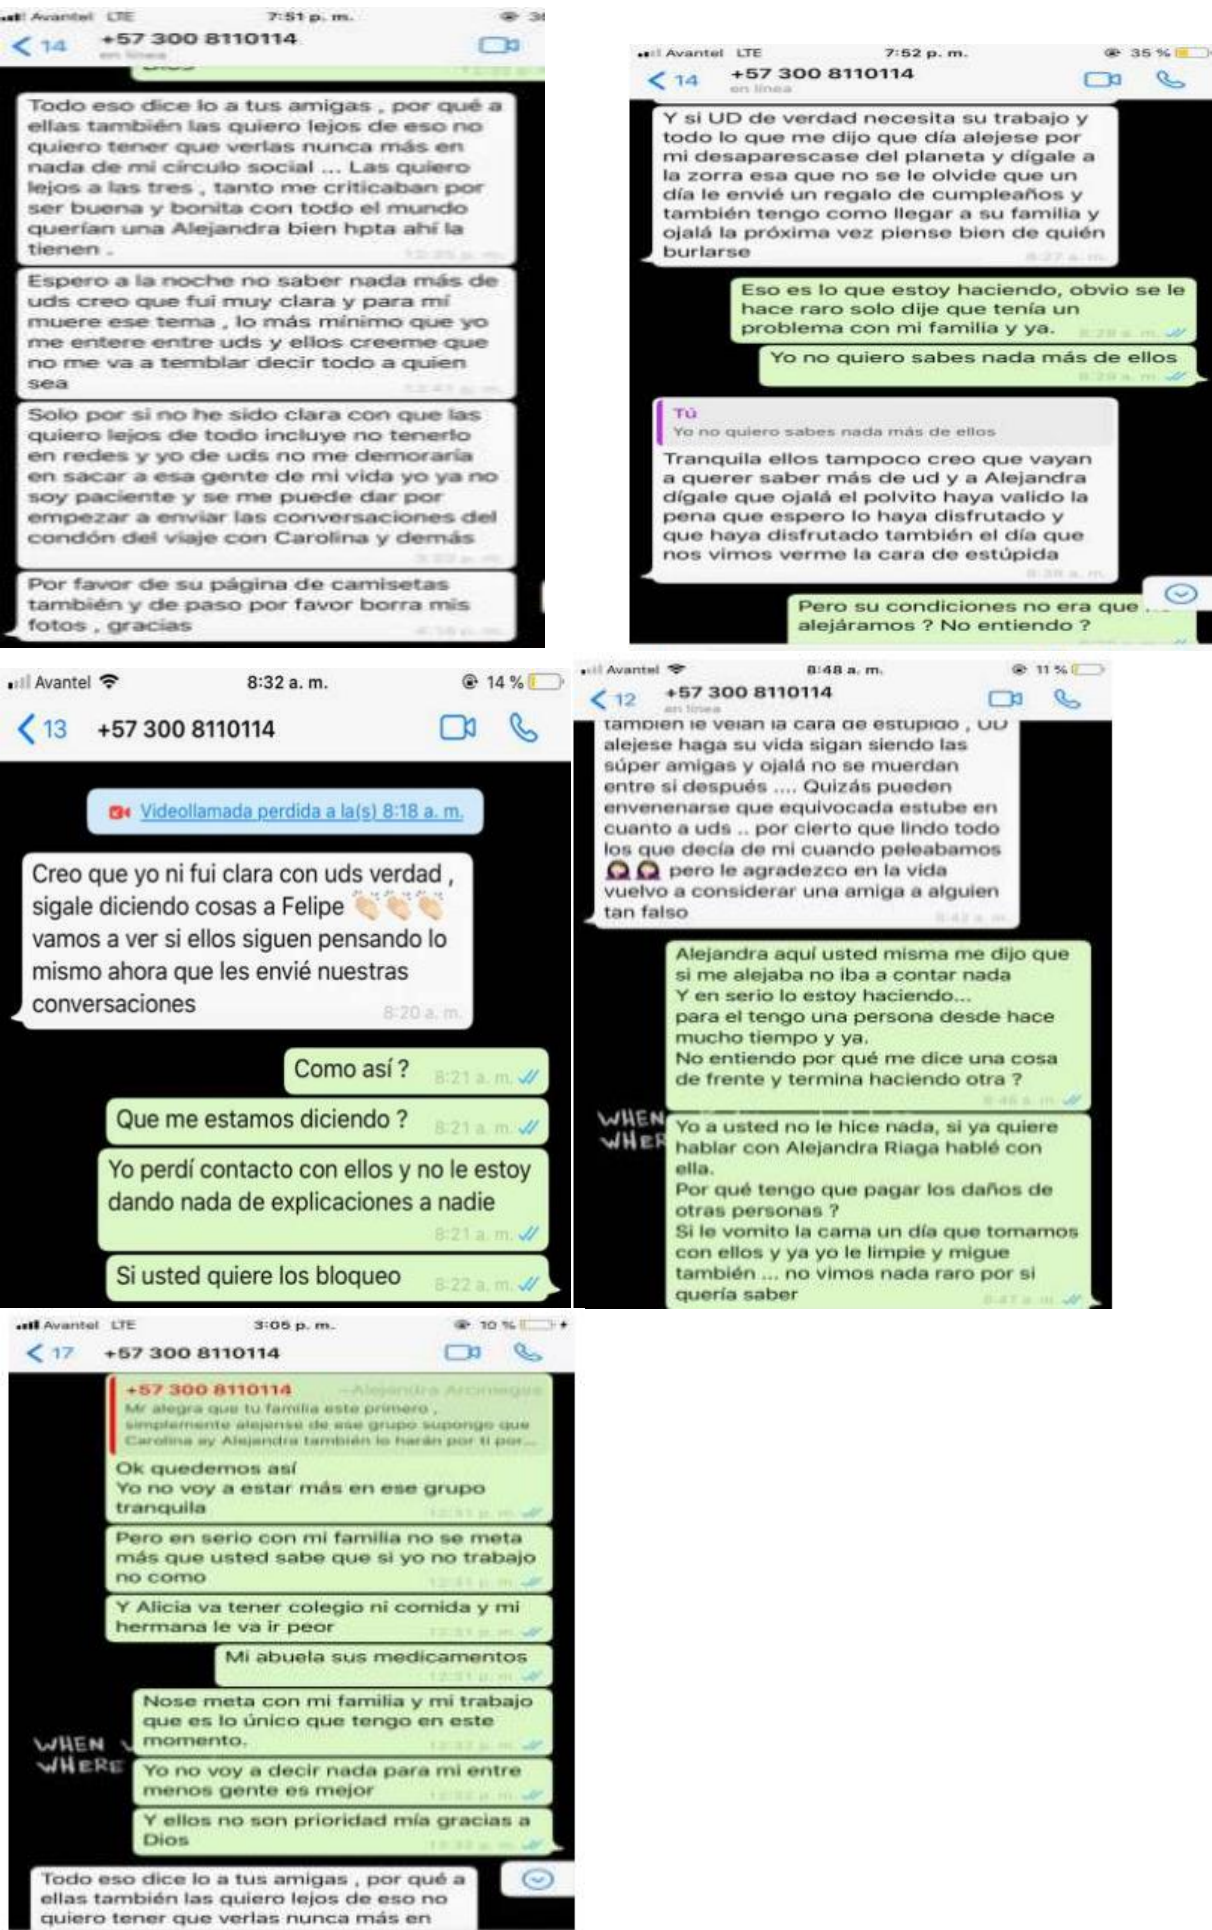 Avantel LTE 7:51 p. m.
14 +57 300 8110114
en línea
Dios
Todo eso dice lo a tus amigas , por qué a
ellas también las quiero lejos de eso no
quiero tener que verlas nunca más en
nada de mi círculo social ... Las quiero
lejos a las tres , tanto me criticaban por
ser buena y bonita con todo el mundo
querían una Alejandra bien hpta ahí la
tienen .
Espero a la noche no saber nada más de
uds creo que fui muy clara y para mí
muere ese tema , lo más mínimo que yo
me entere entre uds y ellos creeme que
no me va a temblar decir todo a quien
sea
Solo por si no he sido clara con que las
quiero lejos de todo incluye no tenerlo
en redes y yo de uds no me demoraría
en sacar a esa gente de mi vida yo ya no
soy paciente y se me puede dar por
empezar a enviar las conversaciones del
condón del viaje con Carolina y demás
Por favor de su página de camisetas
también y de paso por favor borra mis
fotos , gracias
Avantel LTE 7:52 p. m. 35 %
14 +57 300 8110114
en línea
Y si UD de verdad necesita su trabajo y
todo lo que me dijo que día alejese por
mi desaparescase del planeta y dígale a
la zorra esa que no se le olvide que un
día le envié un regalo de cumpleaños y
también tengo como llegar a su familia y
ojalá la próxima vez piense bien de quién
burlarse
8:27 a. m.
Eso es lo que estoy haciendo, obvio se le
hace raro solo dije que tenía un
problema con mi familia y ya.
8:28 a. m.
Yo no quiero sabes nada más de ellos
8:29 a. m.
Tú
Yo no quiero sabes nada más de ellos
Tranquila ellos tampoco creo que vayan
a querer saber más de ud y a Alejandra
dígale que ojalá el polvito haya valido la
pena que espero lo haya disfrutado y
que haya disfrutado también el día que
nos vimos verme la cara de estúpida
Pero su condiciones no era que
alejáramos ? No entiendo ?
Avantel 8:32 a. m. 14 %
13 +57 300 8110114
Videollamada perdida a la(s) 8:18 a. m.
Creo que yo ni fui clara con uds verdad ,
sigale diciendo cosas a Felipe 👏🏻👏🏻👏🏻
vamos a ver si ellos siguen pensando lo
mismo ahora que les envié nuestras
conversaciones
8:20 a. m.
Como así ? 8:21 a. m.
Que me estamos diciendo ? 8:21 a. m.
Yo perdí contacto con ellos y no le estoy
dando nada de explicaciones a nadie
8:21 a. m.
Si usted quiere los bloqueo 8:22 a. m.
Avantel 8:48 a. m. 11 %
12 +57 300 8110114
en línea
también le veían la cara de estúpido , UD
alejese haga su vida sigan siendo las
súper amigas y ojalá no se muerdan
entre si después .... Quizás pueden
envenenarse que equivocada estube en
cuanto a uds .. por cierto que lindo todo
los que decía de mi cuando peleabamos
🤦🏻‍♀️🤦🏻‍♀️ pero le agradezco en la vida
vuelvo a considerar una amiga a alguien
tan falso
8:42 a. m.
Alejandra aquí usted misma me dijo que
si me alejaba no iba a contar nada
Y en serio lo estoy haciendo...
para el tengo una persona desde hace
mucho tiempo y ya.
No entiendo por qué me dice una cosa
de frente y termina haciendo otra ?
WHEN
WHER
Yo a usted no le hice nada, si ya quiere
hablar con Alejandra Riaga hablé con
ella.
Por qué tengo que pagar los daños de
otras personas ?
Si le vomito la cama un día que tomamos
con ellos y ya yo le limpie y migue
también ... no vimos nada raro por si
quería saber
8:47 a. m.
Avantel LTE 3:05 p. m. 10 %
17 +57 300 8110114
+57 300 8110114
Mr alegra que tu familia este primero ,
simplemente alejense de ese grupo supongo que
Carolina ay Alejandra también lo harán por ti por...
Ok quedemos así
Yo no voy a estar más en ese grupo
tranquila
Pero en serio con mi familia no se meta
más que usted sabe que si yo no trabajo
no como
Y Alicia va tener colegio ni comida y mi
hermana le va ir peor
Mi abuela sus medicamentos
Nose meta con mi familia y mi trabajo
que es lo único que tengo en este
momento.
WHEN
WHERE
Yo no voy a decir nada para mi entre
menos gente es mejor
Y ellos no son prioridad mía gracias a
Dios
Todo eso dice lo a tus amigas , por qué a
ellas también las quiero lejos de eso no
quiero tener que verlas nunca más en